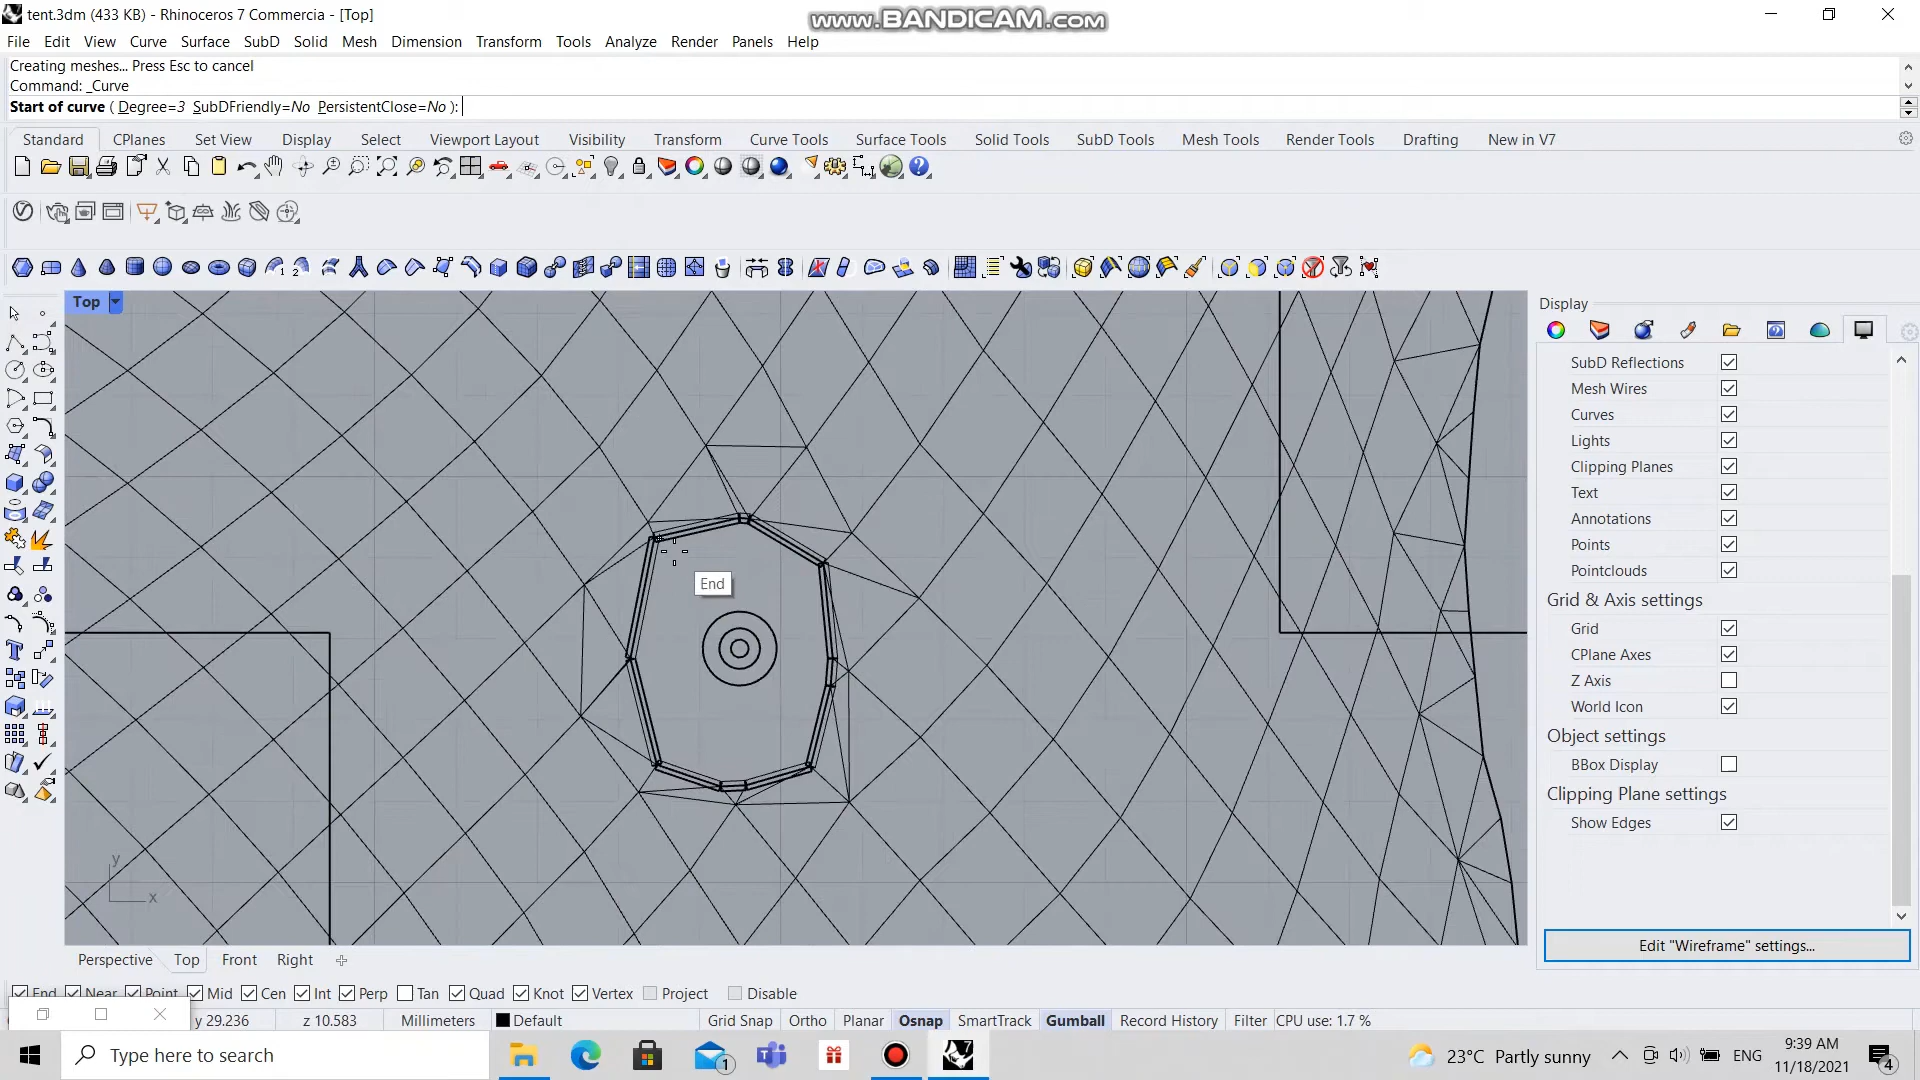 tent.3dm (433 KB) - Rhinoceros 7 Commercia - [Top]
www.BANDICAM.com
File Edit View Curve Surface SubD Solid Mesh Dimension Transform Tools Analyze Render Panels Help
Creating meshes... Press Esc to cancel
Command: _Curve
Start of curve ( Degree=3 SubDFriendly=No PersistentClose=No ):
Standard CPlanes Set View Display Select Viewport Layout Visibility Transform Curve Tools Surface Tools Solid Tools SubD Tools Mesh Tools Render Tools Drafting New in V7
Top
Display
SubD Reflections
Mesh Wires
Curves
Lights
Clipping Planes
Text
Annotations
Points
Pointclouds
Grid & Axis settings
Grid
CPlane Axes
Z Axis
World Icon
Object settings
BBox Display
Clipping Plane settings
Show Edges
Edit "Wireframe" settings...
End
y
x
Perspective Top Front Right
End Near Point Mid Cen Int Perp Tan Quad Knot Vertex Project Disable
y 29.236 z 10.583 Millimeters Default Grid Snap Ortho Planar Osnap SmartTrack Gumball Record History Filter CPU use: 1.7 %
Type here to search
1
7
23°C Partly sunny
ENG
9:39 AM
11/18/2021
4